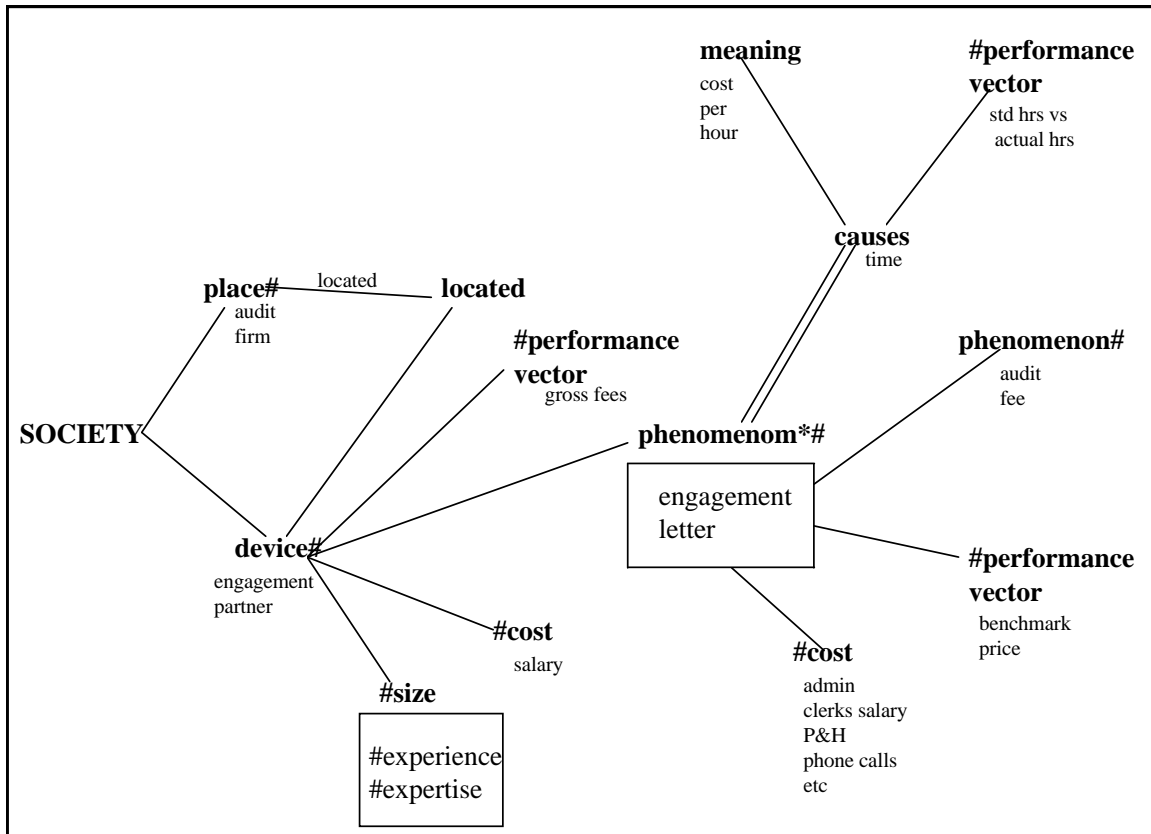 meaning
cost
per
hour
#performance
vector
std hrs vs
actual hrs
causes
time
place#
audit
firm
located
located
#performance
vector
gross fees
phenomenon#
audit
fee
SOCIETY
phenomenom*#
engagement
letter
device#
engagement
partner
#performance
vector
benchmark
price
#cost
salary
#cost
admin
clerks salary
P&H
phone calls
etc
#size
#experience
#expertise